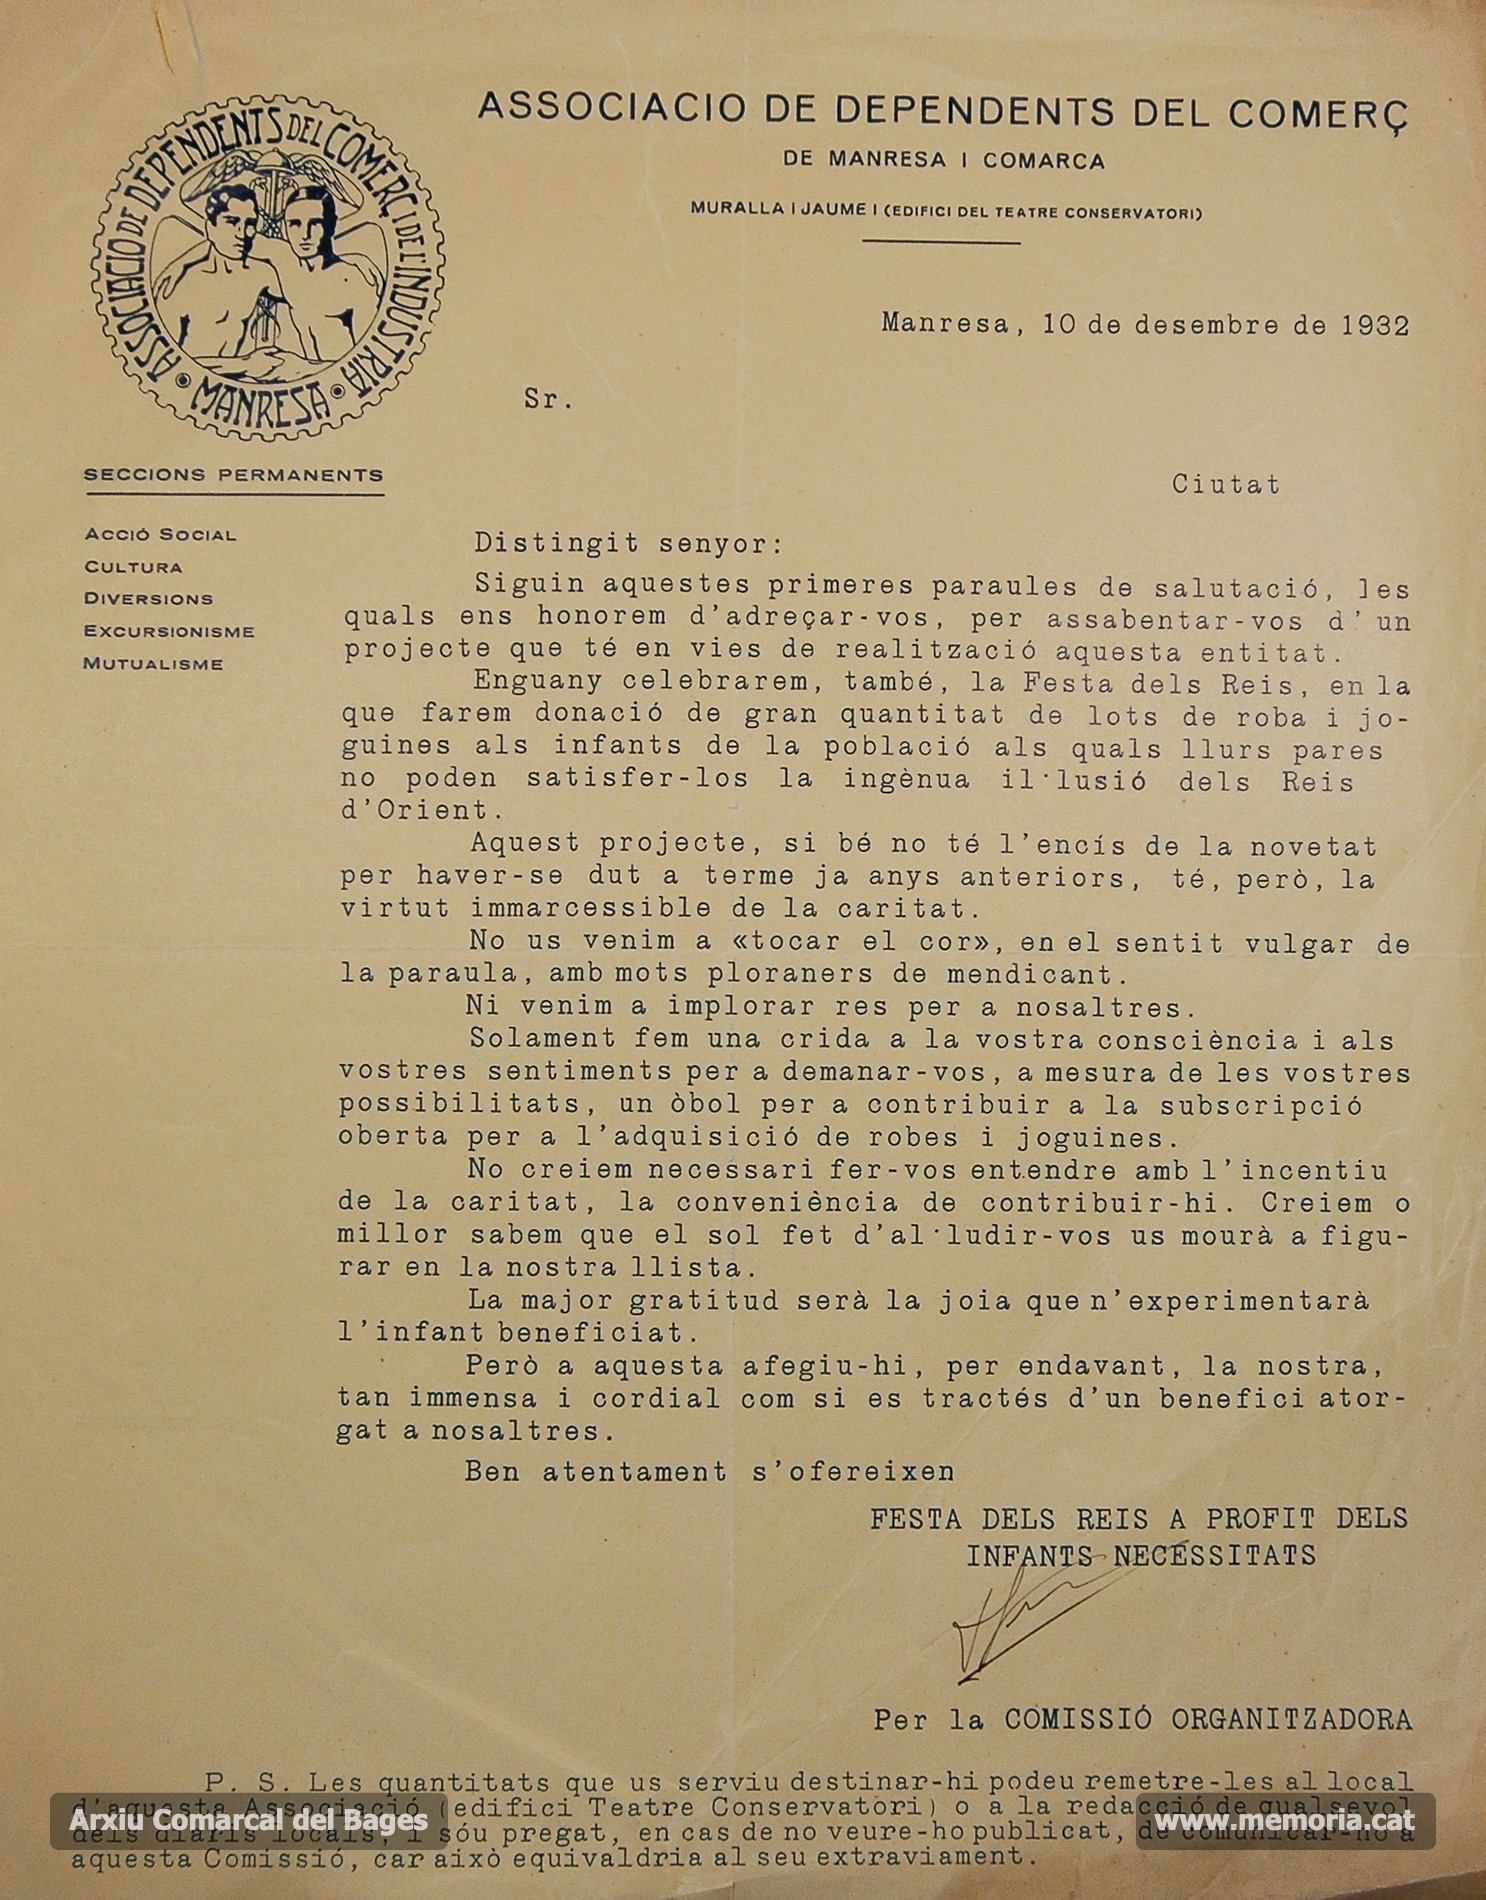 ASSOCIACIO DE DEPENDENTS DEL COMERÇ
DE MANRESA I COMARCA
MURALLA I JAUME I (EDIFICI DEL TEATRE CONSERVATORI)
ASSOCIACIO DE DEPENDENTS DEL COMERÇ I DE L'INDUSTRIA
MANRESA
Manresa, 10 de desembre de 1932
Sr.
SECCIONS PERMANENTS
Ciutat
ACCIÓ SOCIAL
CULTURA
DIVERSIONS
EXCURSIONISME
MUTUALISME
Distingit senyor:
Siguin aquestes primeres paraules de salutació, les
quals ens honorem d'adreçar-vos, per assabentar-vos d'un
projecte que té en vies de realització aquesta entitat.
Enguany celebrarem, també, la Festa dels Reis, en la
que farem donació de gran quantitat de lots de roba i jo-
guines als infants de la població als quals llurs pares
no poden satisfer-los la ingènua il·lusió dels Reis
d'Orient.
Aquest projecte, si bé no té l'encís de la novetat
per haver-se dut a terme ja anys anteriors, té, però, la
virtut immarcessible de la caritat.
No us venim a «tocar el cor», en el sentit vulgar de
la paraula, amb mots ploraners de mendicant.
Ni venim a implorar res per a nosaltres.
Solament fem una crida a la vostra consciència i als
vostres sentiments per a demanar-vos, a mesura de les vostres
possibilitats, un òbol per a contribuir a la subscripció
oberta per a l'adquisició de robes i joguines.
No creiem necessari fer-vos entendre amb l'incentiu
de la caritat, la conveniència de contribuir-hi. Creiem o
millor sabem que el sol fet d'al·ludir-vos us mourà a figu-
rar en la nostra llista.
La major gratitud serà la joia que n'experimentarà
l'infant beneficiat.
Però a aquesta afegiu-hi, per endavant, la nostra,
tan immensa i cordial com si es tractés d'un benefici ator-
gat a nosaltres.
Ben atentament s'ofereixen
FESTA DELS REIS A PROFIT DELS
INFANTS NECESSITATS
Per la COMISSIÓ ORGANITZADORA
P. S. Les quantitats que us serviu destinar-hi podeu remetre-les al local
d'aquesta Associació (edifici Teatre Conservatori) o a la redacció de qualsevol
dels diaris locals, i sóu pregat, en cas de no veure-ho publicat, de comunicar-ho a
aquesta Comissió, car això equivaldria al seu extraviament.
Arxiu Comarcal del Bages
www.memoria.cat